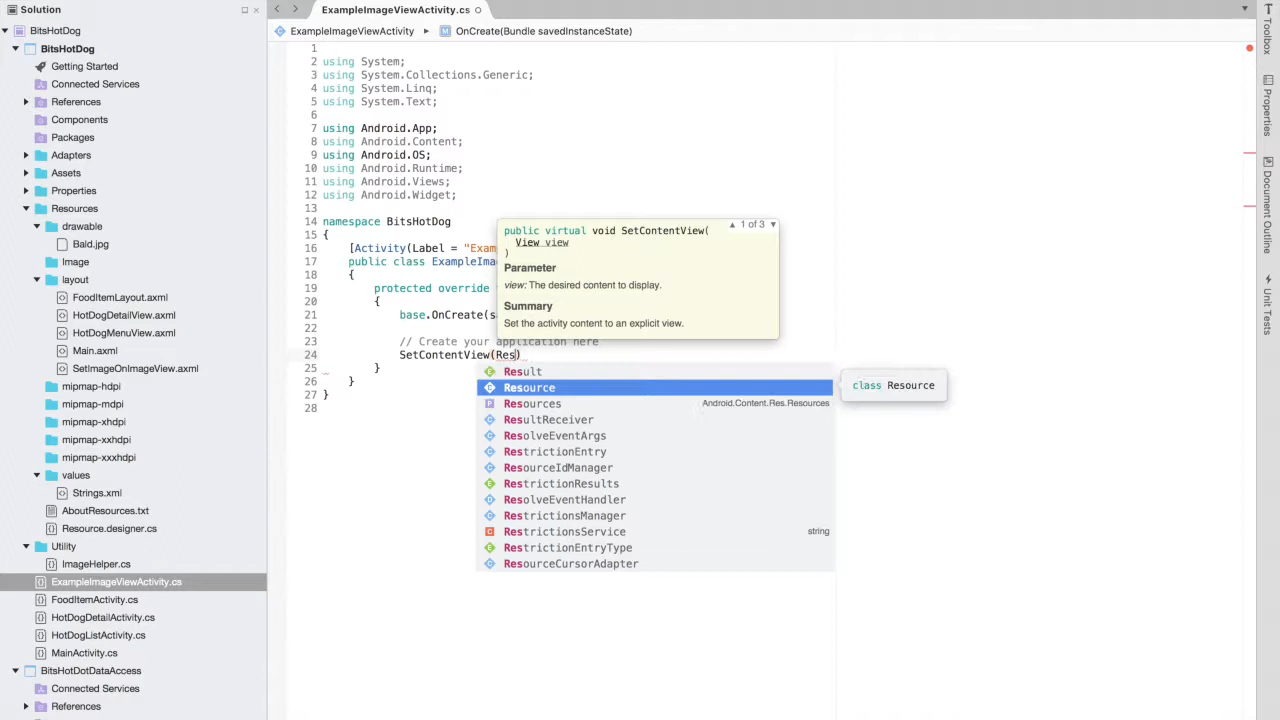 Solution
ExampleImageViewActivity.cs
ExampleImageViewActivity
M
OnCreate(Bundle savedInstanceState)
BitsHotDog
BitsHotDog
Getting Started
Connected Services
References
Components
Packages
Adapters
Assets
Properties
Resources
drawable
Bald.jpg
Image
layout
FoodItemLayout.axml
HotDogDetailView.axml
HotDogMenuView.axml
Main.axml
SetImageOnImageView.axml
mipmap-hdpi
mipmap-mdpi
mipmap-xhdpi
mipmap-xxhdpi
mipmap-xxxhdpi
values
Strings.xml
AboutResources.txt
Resource.designer.cs
Utility
ImageHelper.cs
ExampleImageViewActivity.cs
FoodItemActivity.cs
HotDogDetailActivity.cs
HotDogListActivity.cs
MainActivity.cs
BitsHotDotDataAccess
Connected Services
References
1
2 using System;
3 using System.Collections.Generic;
4 using System.Linq;
5 using System.Text;
6
7 using Android.App;
8 using Android.Content;
9 using Android.OS;
10 using Android.Runtime;
11 using Android.Views;
12 using Android.Widget;
13
14 namespace BitsHotDog
15 {
16 [Activity(Label = "Exam
17 public class ExampleIma
18 {
19 protected override
20 {
21 base.OnCreate(s
22
23 // Create your application here
24 SetContentView(Res)
25 }
26 }
27 }
28
public virtual void SetContentView(
View view
)
1 of 3
Parameter
view: The desired content to display.
Summary
Set the activity content to an explicit view.
Result
Resource
Resources Android.Content.Res.Resources
ResultReceiver
ResolveEventArgs
RestrictionEntry
ResourceIdManager
RestrictionResults
ResolveEventHandler
RestrictionsManager
RestrictionsService string
RestrictionEntryType
ResourceCursorAdapter
class Resource
Toolbox
Properties
Document Outline
Unit Tests